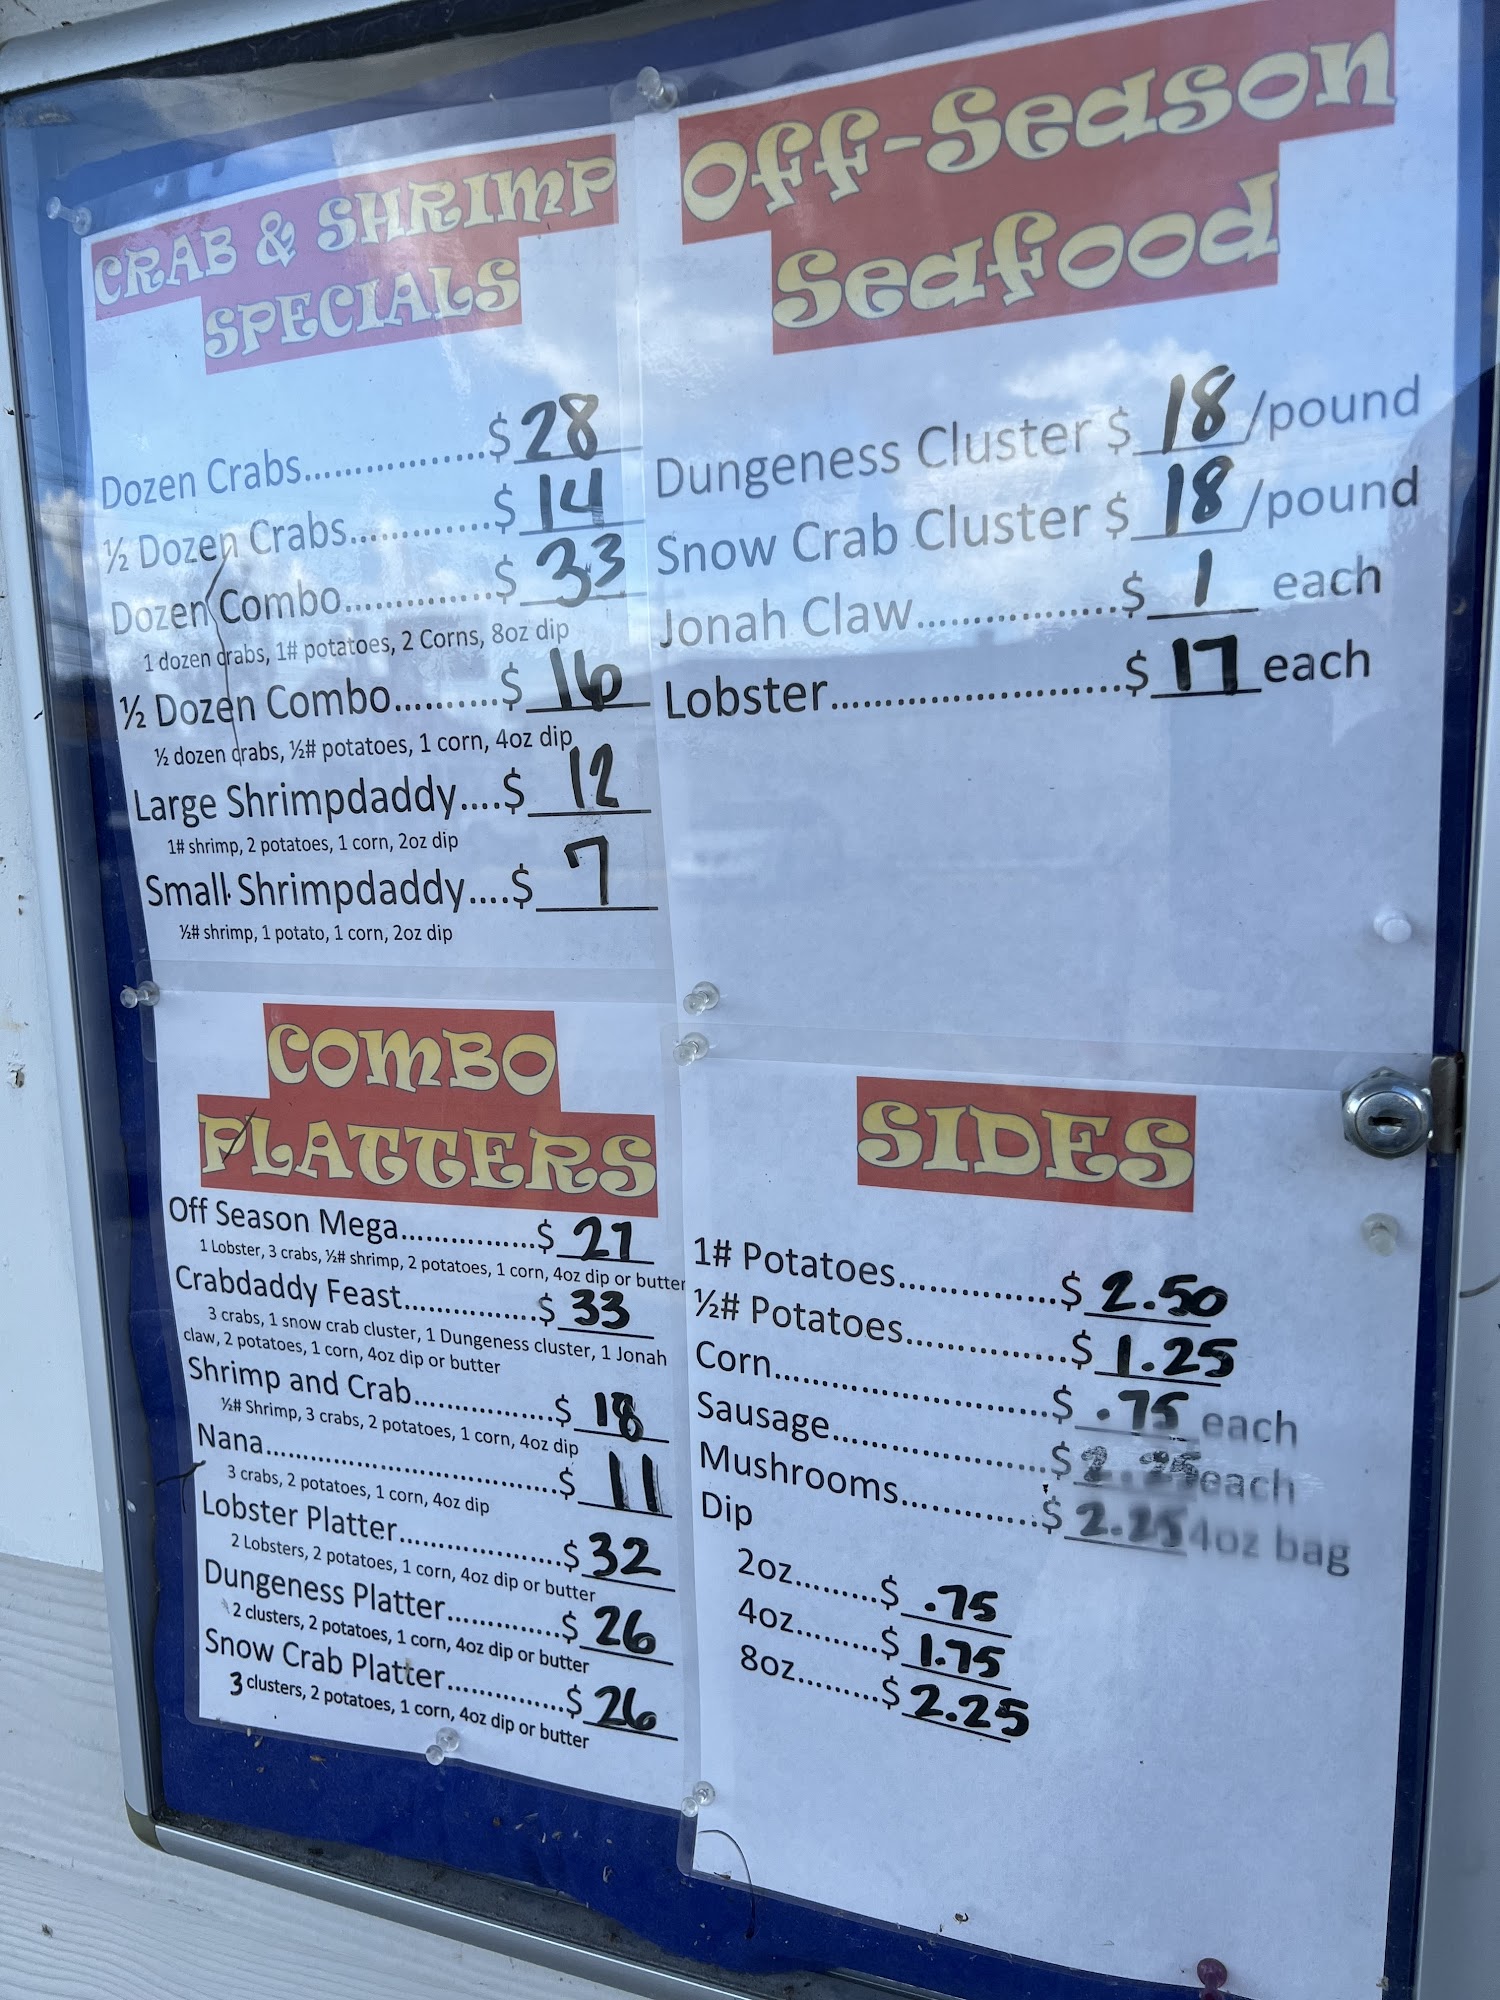 CRAB & SHRIMP
SPECIALS
Dozen Crabs..................$ 28
½ Dozen Crabs............$ 14
Dozen Combo..............$ 33
1 dozen crabs, 1# potatoes, 2 Corns, 8oz dip
½ Dozen Combo..........$ 16
½ dozen crabs, ½# potatoes, 1 corn, 4oz dip
Large Shrimpdaddy....$ 12
1# shrimp, 2 potatoes, 1 corn, 2oz dip
Small Shrimpdaddy....$ 7
½# shrimp, 1 potato, 1 corn, 2oz dip
Off-Season
Seafood
Dungeness Cluster $ 18 /pound
Snow Crab Cluster $ 18 /pound
Jonah Claw................$ 1 each
Lobster.......................$ 17 each
COMBO
PLATTERS
Off Season Mega...............$ 27
1 Lobster, 3 crabs, ½# shrimp, 2 potatoes, 1 corn, 4oz dip or butter
Crabdaddy Feast...............$ 33
3 crabs, 1 snow crab cluster, 1 Dungeness cluster, 1 Jonah
claw, 2 potatoes, 1 corn, 4oz dip or butter
Shrimp and Crab................$ 18
½# Shrimp, 3 crabs, 2 potatoes, 1 corn, 4oz dip
Nana.................................$ 11
3 crabs, 2 potatoes, 1 corn, 4oz dip
Lobster Platter..................$ 32
2 Lobsters, 2 potatoes, 1 corn, 4oz dip or butter
Dungeness Platter............$ 26
2 clusters, 2 potatoes, 1 corn, 4oz dip or butter
Snow Crab Platter.............$ 26
3 clusters, 2 potatoes, 1 corn, 4oz dip or butter
SIDES
1# Potatoes................$ 2.50
½# Potatoes................$ 1.25
Corn...........................$ .75 each
Sausage.......................$ each
Mushrooms..............$ 2.25 4oz bag
Dip
2oz........$ .75
4oz........$ 1.75
8oz........$ 2.25